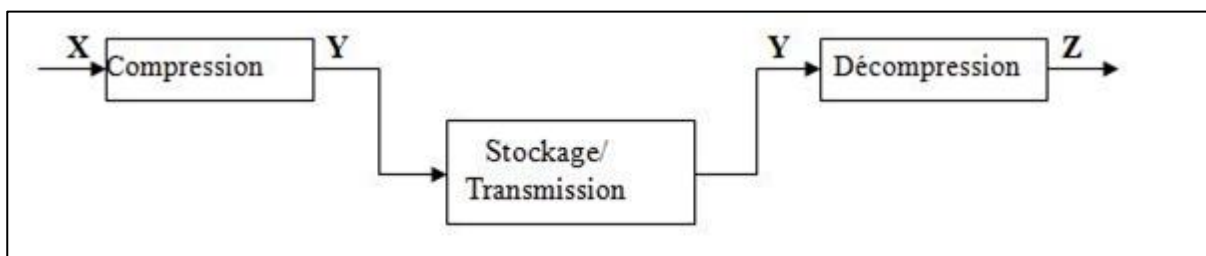 X
Compression
Y
Stockage/
Transmission
Y
Décompression
Z